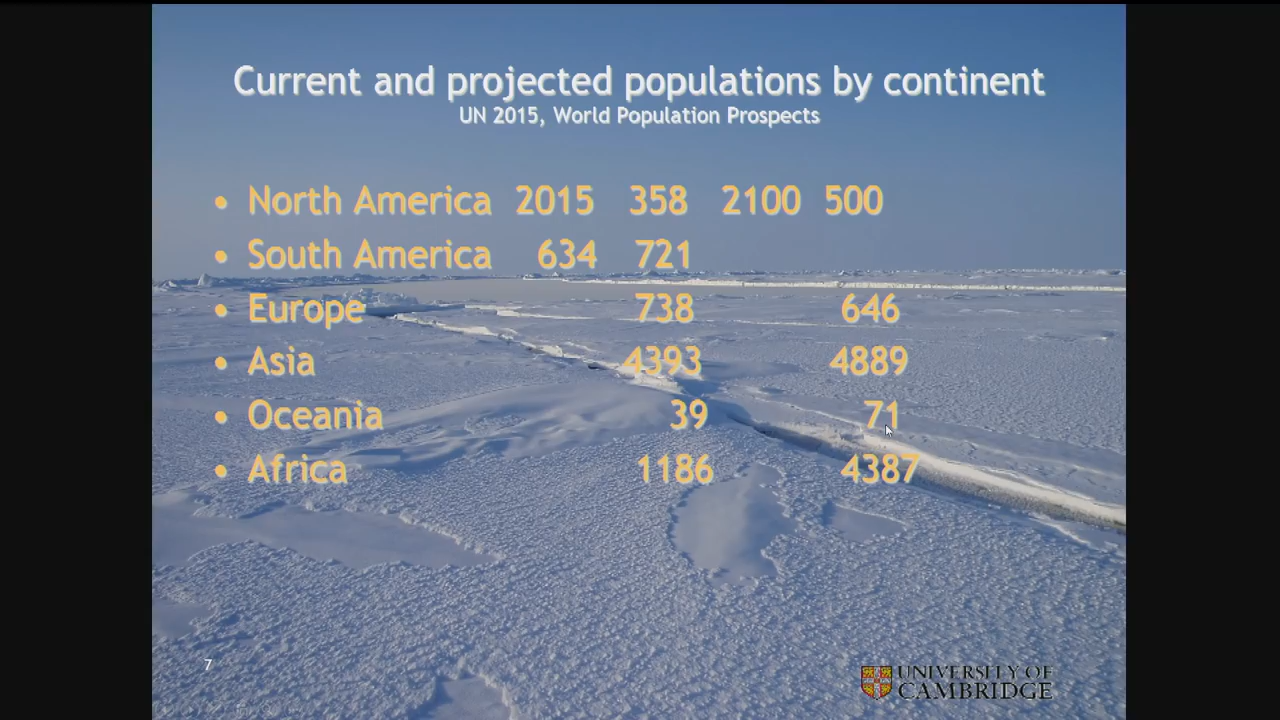 Current and projected populations by continent
UN 2015, World Population Prospects
• North America 2015 358 2100 500
• South America 634 721
• Europe 738 646
• Asia 4393 4889
• Oceania 39 71
• Africa 1186 4387
7
UNIVERSITY OF
CAMBRIDGE